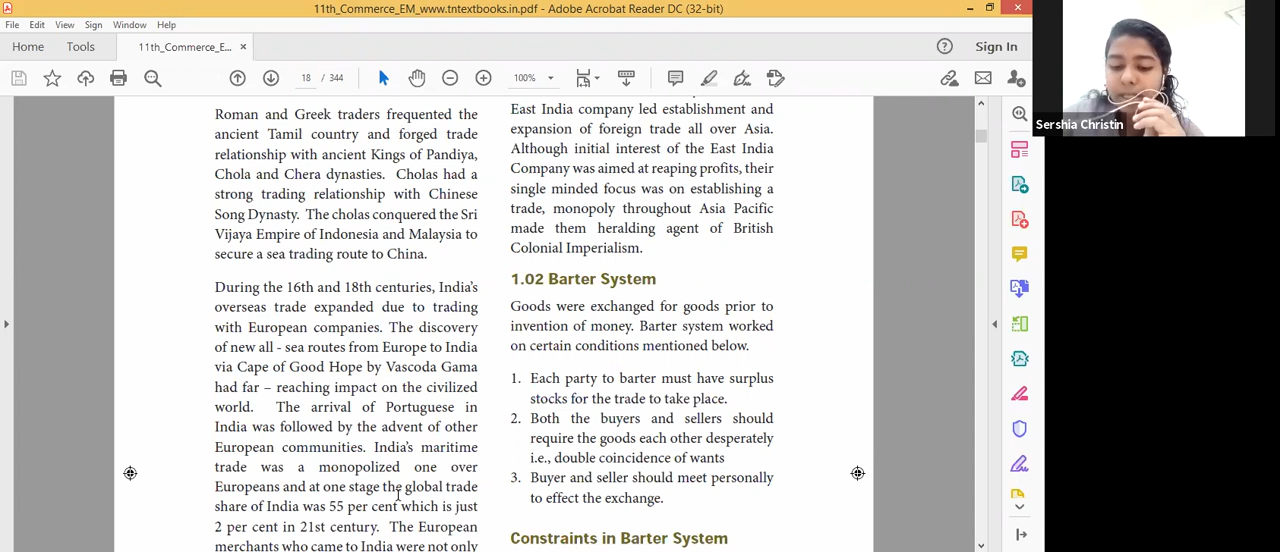 11th_Commerce_EM_www.tntextbooks.in.pdf - Adobe Acrobat Reader DC (32-bit)
File Edit View Sign Window Help
Home Tools 11th_Commerce_E... × Sign In
18 / 344 100%
Sershia Christin
Roman and Greek traders frequented the
ancient Tamil country and forged trade
relationship with ancient Kings of Pandiya,
Chola and Chera dynasties. Cholas had a
strong trading relationship with Chinese
Song Dynasty. The cholas conquered the Sri
Vijaya Empire of Indonesia and Malaysia to
secure a sea trading route to China.
During the 16th and 18th centuries, India's
overseas trade expanded due to trading
with European companies. The discovery
of new all - sea routes from Europe to India
via Cape of Good Hope by Vascoda Gama
had far – reaching impact on the civilized
world. The arrival of Portuguese in
India was followed by the advent of other
European communities. India's maritime
trade was a monopolized one over
Europeans and at one stage the global trade
share of India was 55 per cent which is just
2 per cent in 21st century. The European
merchants who came to India were not only
East India company led establishment and
expansion of foreign trade all over Asia.
Although initial interest of the East India
Company was aimed at reaping profits, their
single minded focus was on establishing a
trade, monopoly throughout Asia Pacific
made them heralding agent of British
Colonial Imperialism.
1.02 Barter System
Goods were exchanged for goods prior to
invention of money. Barter system worked
on certain conditions mentioned below.
1. Each party to barter must have surplus
stocks for the trade to take place.
2. Both the buyers and sellers should
require the goods each other desperately
i.e., double coincidence of wants
3. Buyer and seller should meet personally
to effect the exchange.
Constraints in Barter System